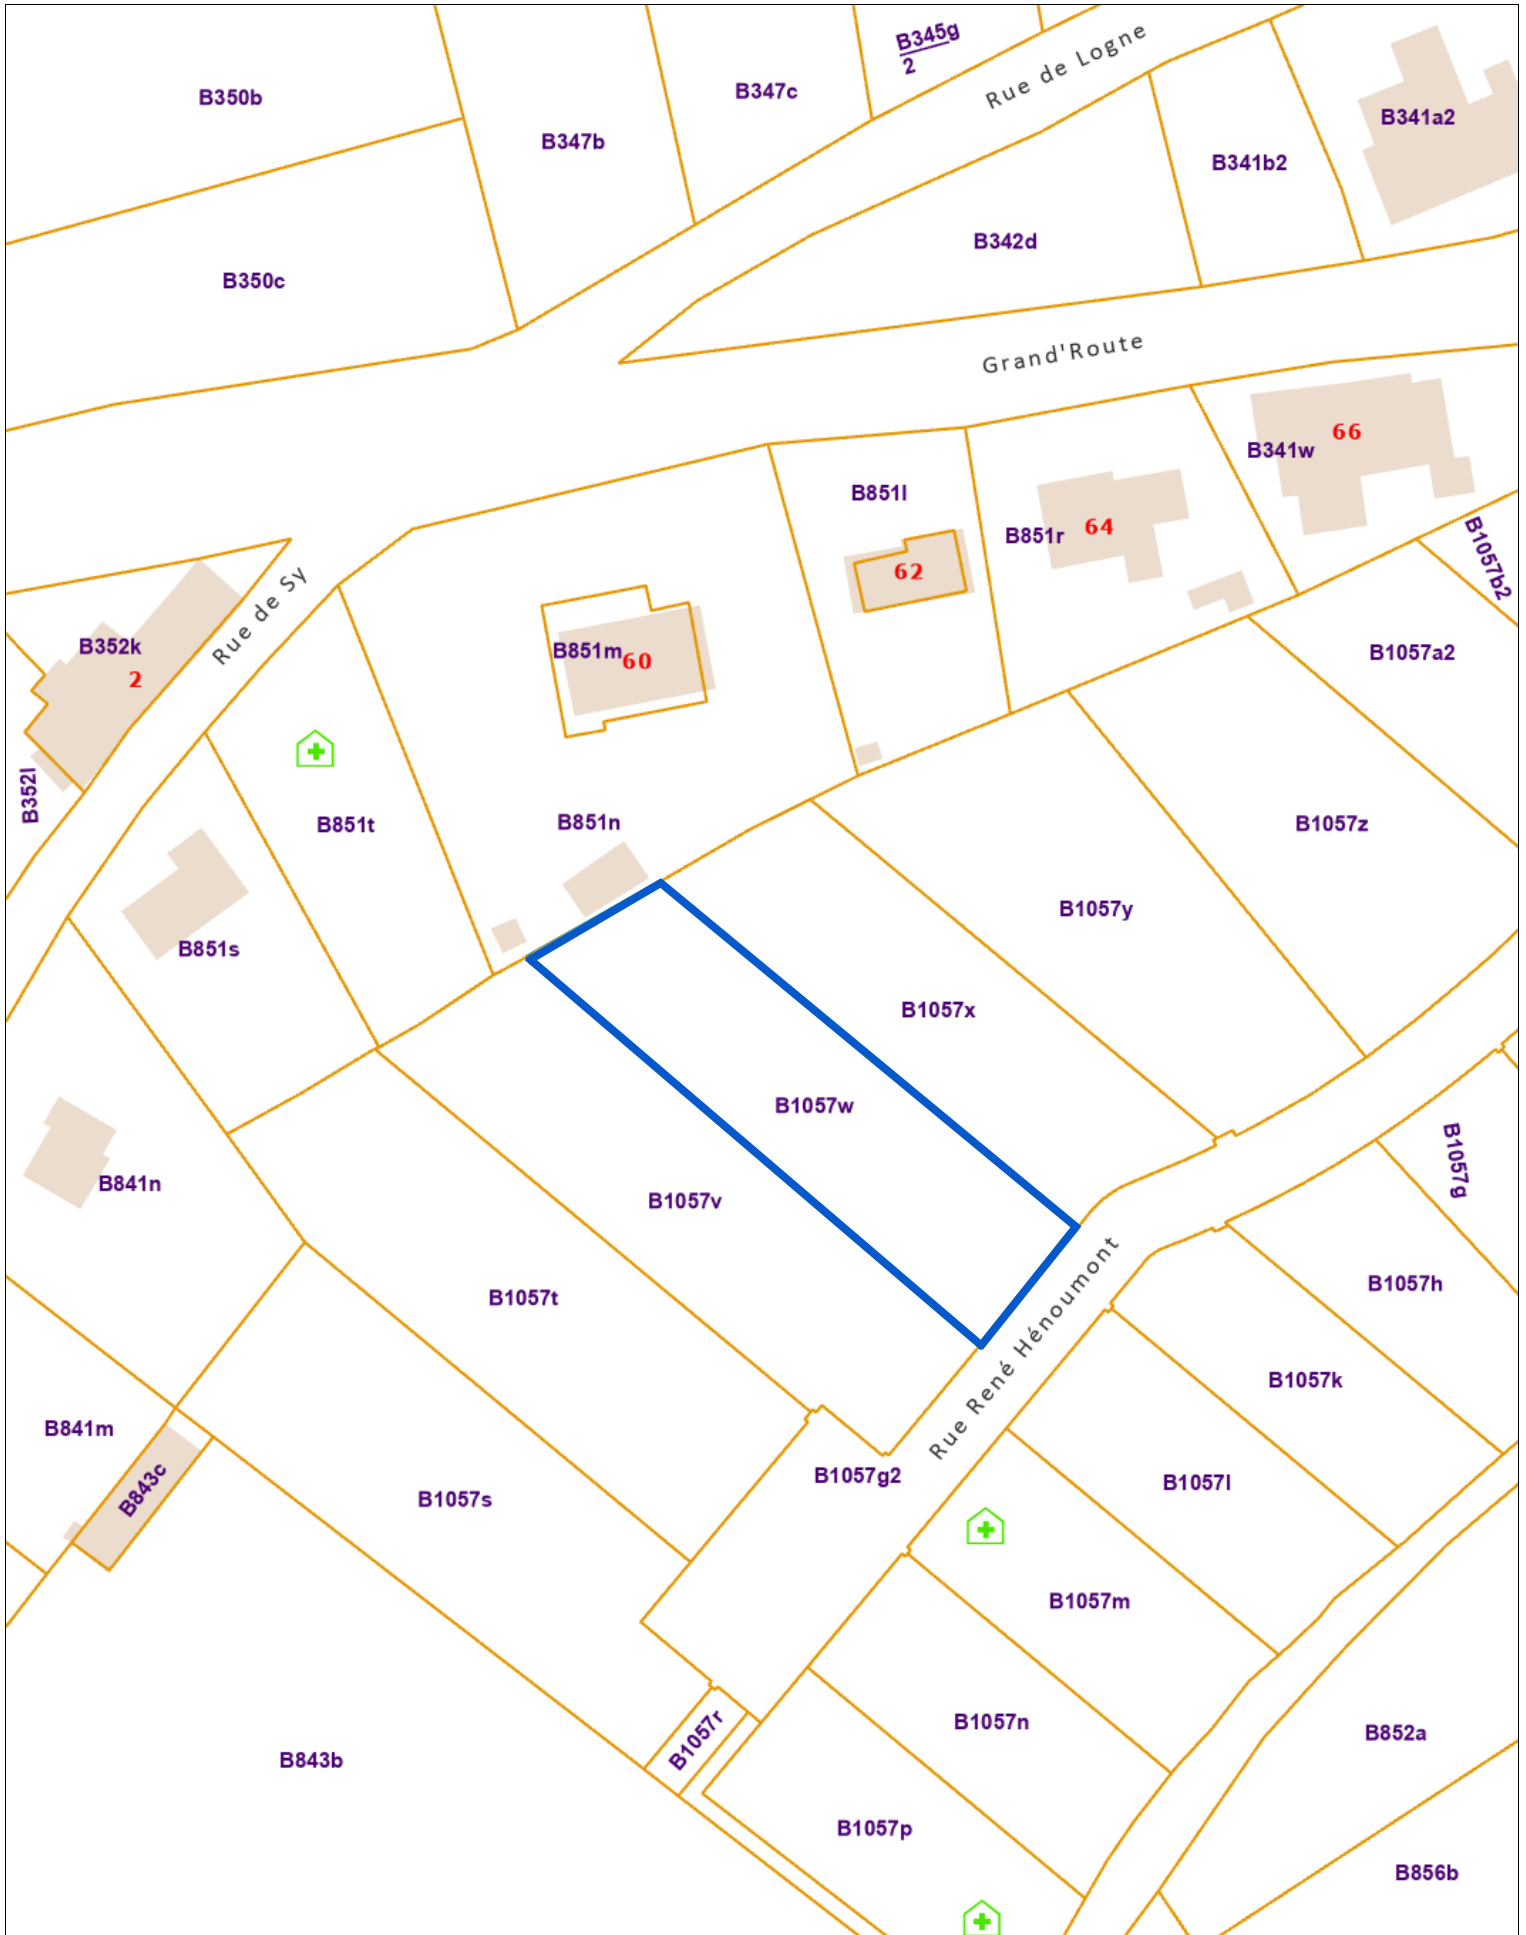 B345g
2
Rue de Logne
B350b
B347c
B341a2
B347b
B341b2
B342d
B350c
Grand'Route
66
B341w
B851l
B851r
64
B1057b2
62
Rue de Sy
B352k
2
B851m
60
B1057a2
B352l
B851t
B851n
B1057z
B1057y
B851s
B1057x
B1057w
B1057g
B841n
B1057v
B1057h
B1057t
Rue René Hénoumont
B1057k
B841m
B843c
B1057g2
B1057l
B1057s
B1057m
B1057n
B1057r
B852a
B843b
B1057p
B856b